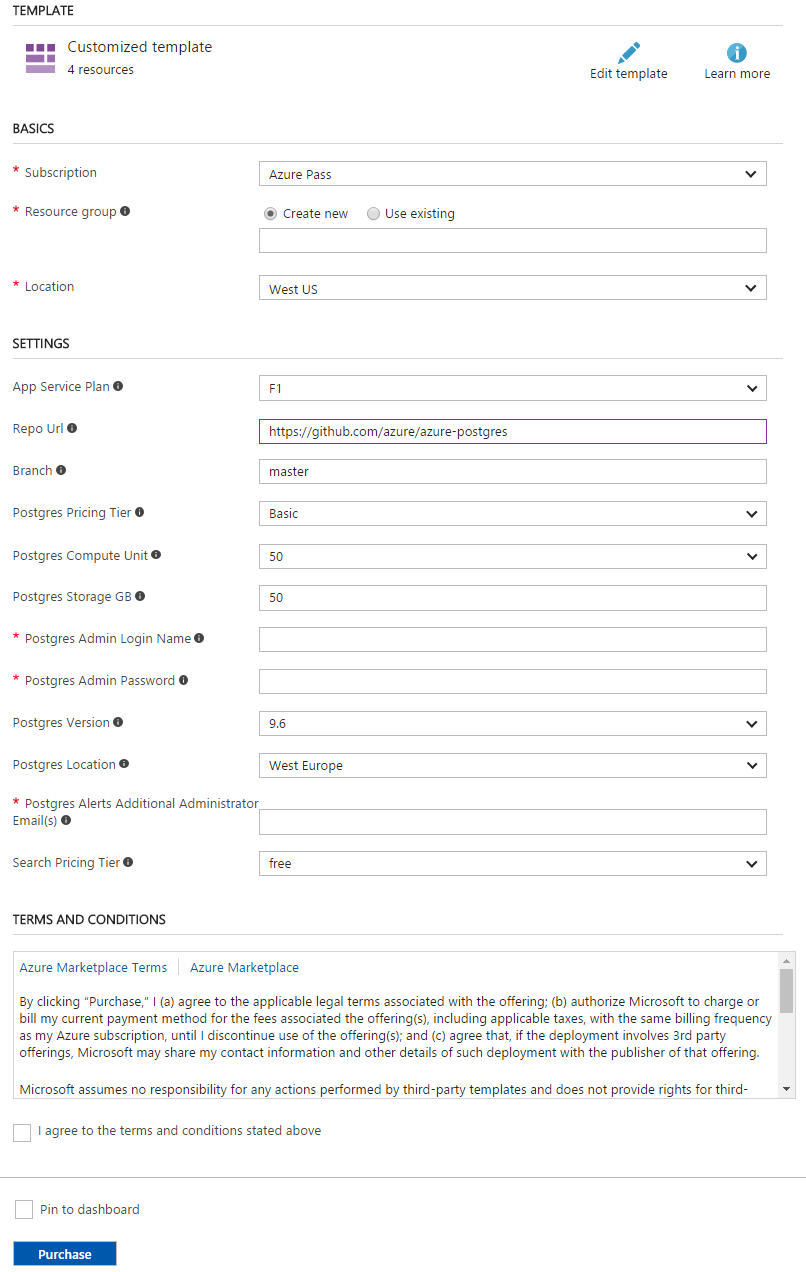 TEMPLATE
Customized template
4 resources
Edit template
Learn more
BASICS
* Subscription
Azure Pass
* Resource group
Create new
Use existing
* Location
West US
SETTINGS
App Service Plan
F1
Repo Url
https://github.com/azure/azure-postgres
Branch
master
Postgres Pricing Tier
Basic
Postgres Compute Unit
50
Postgres Storage GB
50
* Postgres Admin Login Name
* Postgres Admin Password
Postgres Version
9.6
Postgres Location
West Europe
* Postgres Alerts Additional Administrator
Email(s)
Search Pricing Tier
free
TERMS AND CONDITIONS
Azure Marketplace Terms
Azure Marketplace
By clicking “Purchase,” I (a) agree to the applicable legal terms associated with the offering; (b) authorize Microsoft to charge or
bill my current payment method for the fees associated the offering(s), including applicable taxes, with the same billing frequency
as my Azure subscription, until I discontinue use of the offering(s); and (c) agree that, if the deployment involves 3rd party
offerings, Microsoft may share my contact information and other details of such deployment with the publisher of that offering.
Microsoft assumes no responsibility for any actions performed by third-party templates and does not provide rights for third-
I agree to the terms and conditions stated above
Pin to dashboard
Purchase